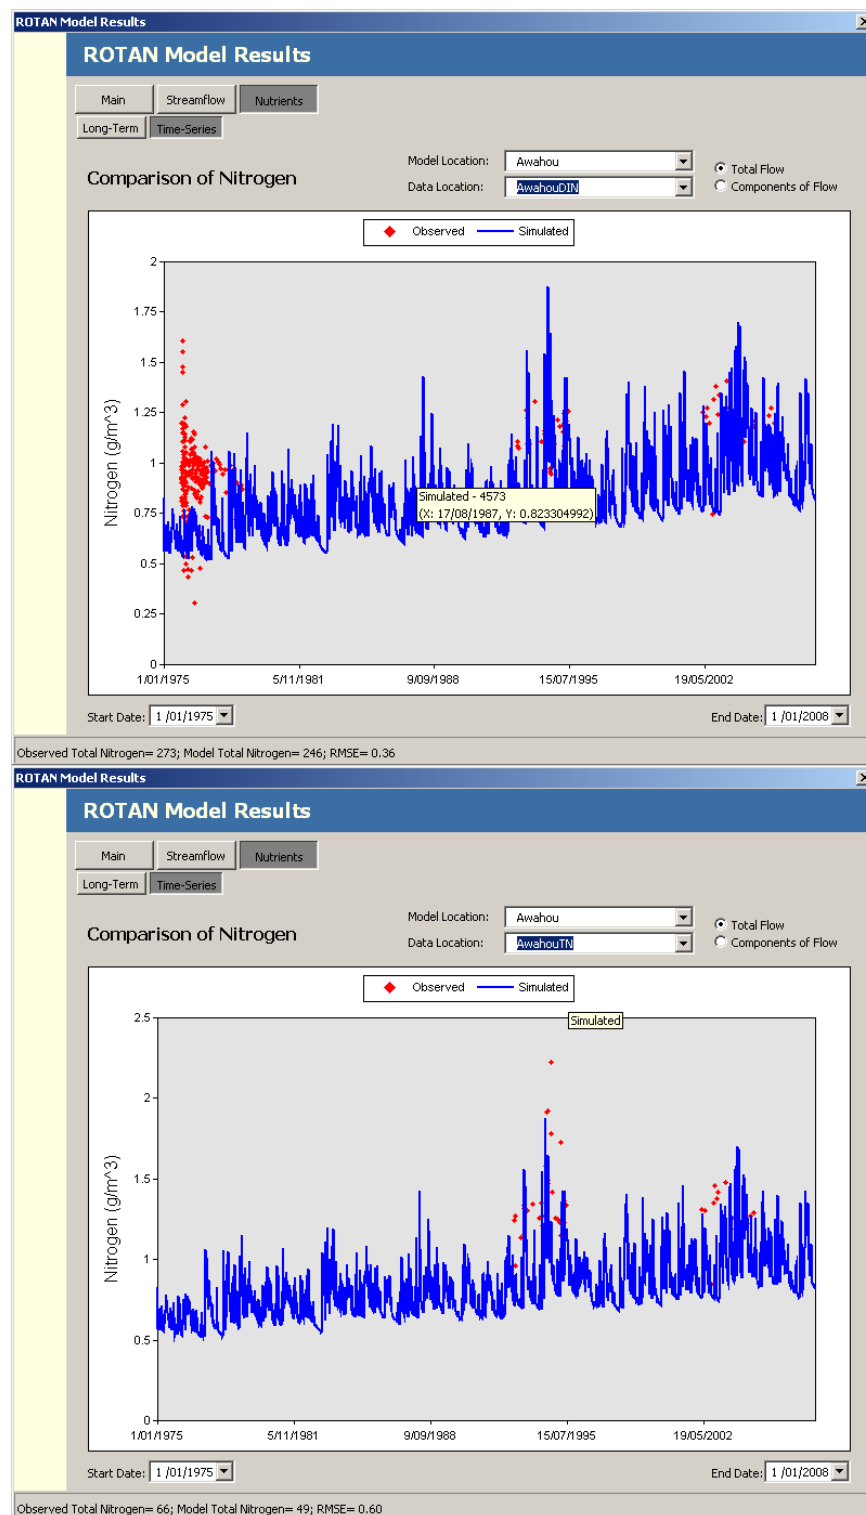 ROTAN Model Results
ROTAN Model Results
Main Streamflow Nutrients
Long-Term Time-Series
Comparison of Nitrogen
Model Location: Awahou
Data Location: AwahouDIN
Total Flow
Components of Flow
Observed Simulated
Nitrogen (g/m^3)
2
1.75
1.5
1.25
1
0.75
0.5
0.25
0
Simulated - 4573
(X: 17/08/1987, Y: 0.823304992)
1/01/1975 5/11/1981 9/09/1988 15/07/1995 19/05/2002
Start Date: 1 /01/1975 End Date: 1 /01/2008
Observed Total Nitrogen= 273; Model Total Nitrogen= 246; RMSE= 0.36
ROTAN Model Results
ROTAN Model Results
Main Streamflow Nutrients
Long-Term Time-Series
Comparison of Nitrogen
Model Location: Awahou
Data Location: AwahouTN
Total Flow
Components of Flow
Observed Simulated
Simulated
Nitrogen (g/m^3)
2.5
2
1.5
1
0.5
0
1/01/1975 5/11/1981 9/09/1988 15/07/1995 19/05/2002
Start Date: 1 /01/1975 End Date: 1 /01/2008
Observed Total Nitrogen= 66; Model Total Nitrogen= 49; RMSE= 0.60